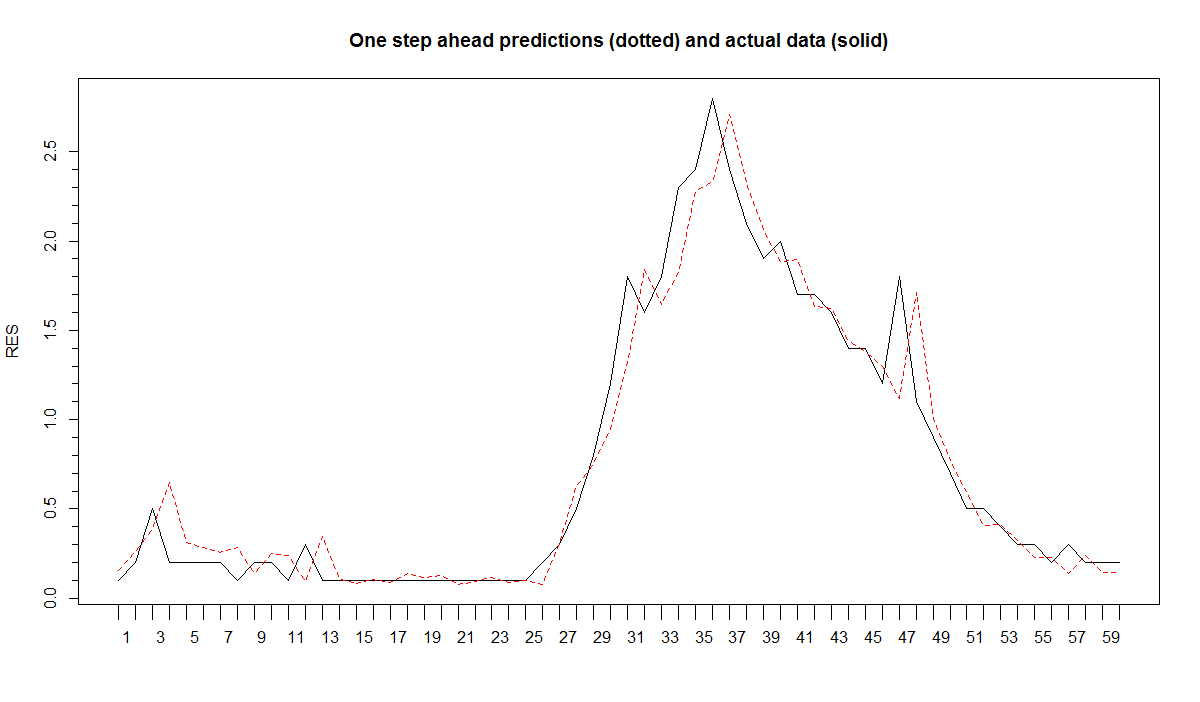 One step ahead predictions (dotted) and actual data (solid)
RES
2.5
2.0
1.5
1.0
0.5
0.0
1 3 5 7 9 11 13 15 17 19 21 23 25 27 29 31 33 35 37 39 41 43 45 47 49 51 53 55 57 59